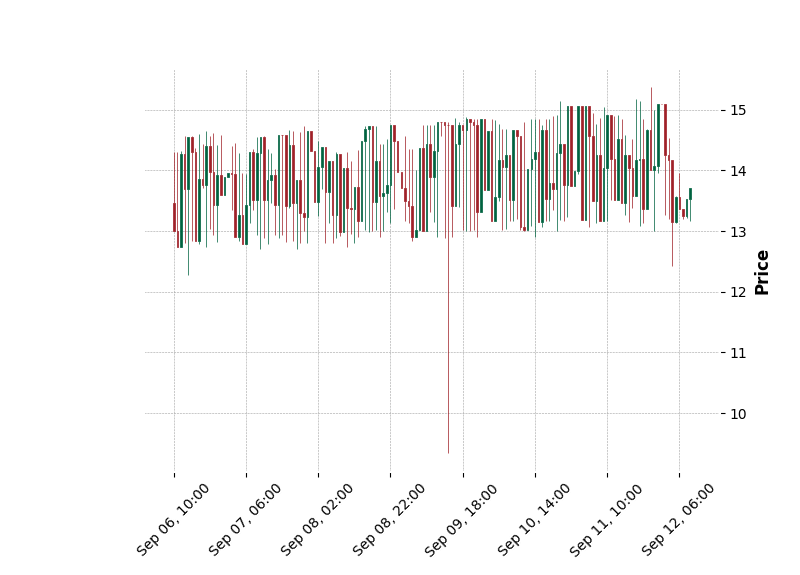 15
14
13
12
11
10
Price
Sep 06, 10:00
Sep 07, 06:00
Sep 08, 02:00
Sep 08, 22:00
Sep 09, 18:00
Sep 10, 14:00
Sep 11, 10:00
Sep 12, 06:00